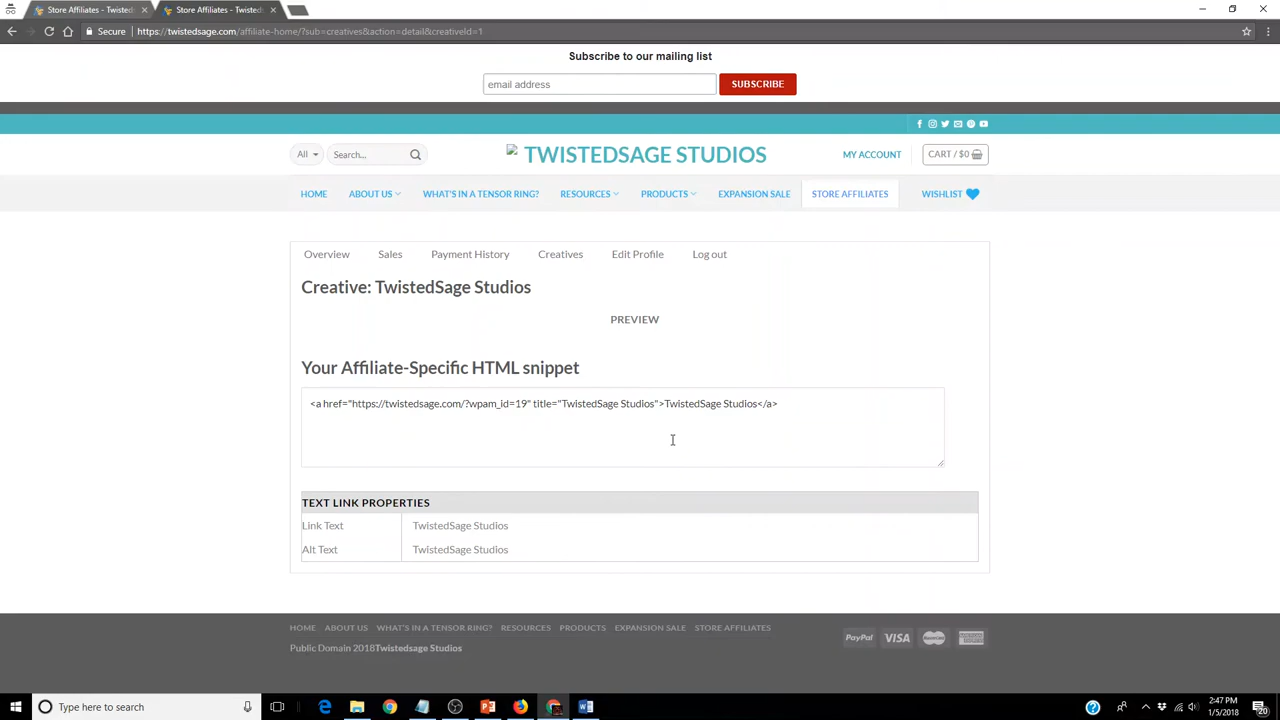 Store Affiliates - Twisteds
Store Affiliates - Twisteds
Secure https://twistedsage.com/affiliate-home/?sub=creatives&action=detail&creativeId=1
Subscribe to our mailing list
email address SUBSCRIBE
All Search... TWISTEDSAGE STUDIOS MY ACCOUNT CART / $0
HOME ABOUT US WHAT'S IN A TENSOR RING? RESOURCES PRODUCTS EXPANSION SALE STORE AFFILIATES WISHLIST
Overview Sales Payment History Creatives Edit Profile Log out
Creative: TwistedSage Studios
PREVIEW
Your Affiliate-Specific HTML snippet
<a href="https://twistedsage.com/?wpam_id=19" title="TwistedSage Studios">TwistedSage Studios</a>
TEXT LINK PROPERTIES
Link Text TwistedSage Studios
Alt Text TwistedSage Studios
HOME ABOUT US WHAT'S IN A TENSOR RING? RESOURCES PRODUCTS EXPANSION SALE STORE AFFILIATES
PayPal VISA MasterCard
Public Domain 2018Twistedsage Studios
Type here to search
2:47 PM
1/5/2018
20